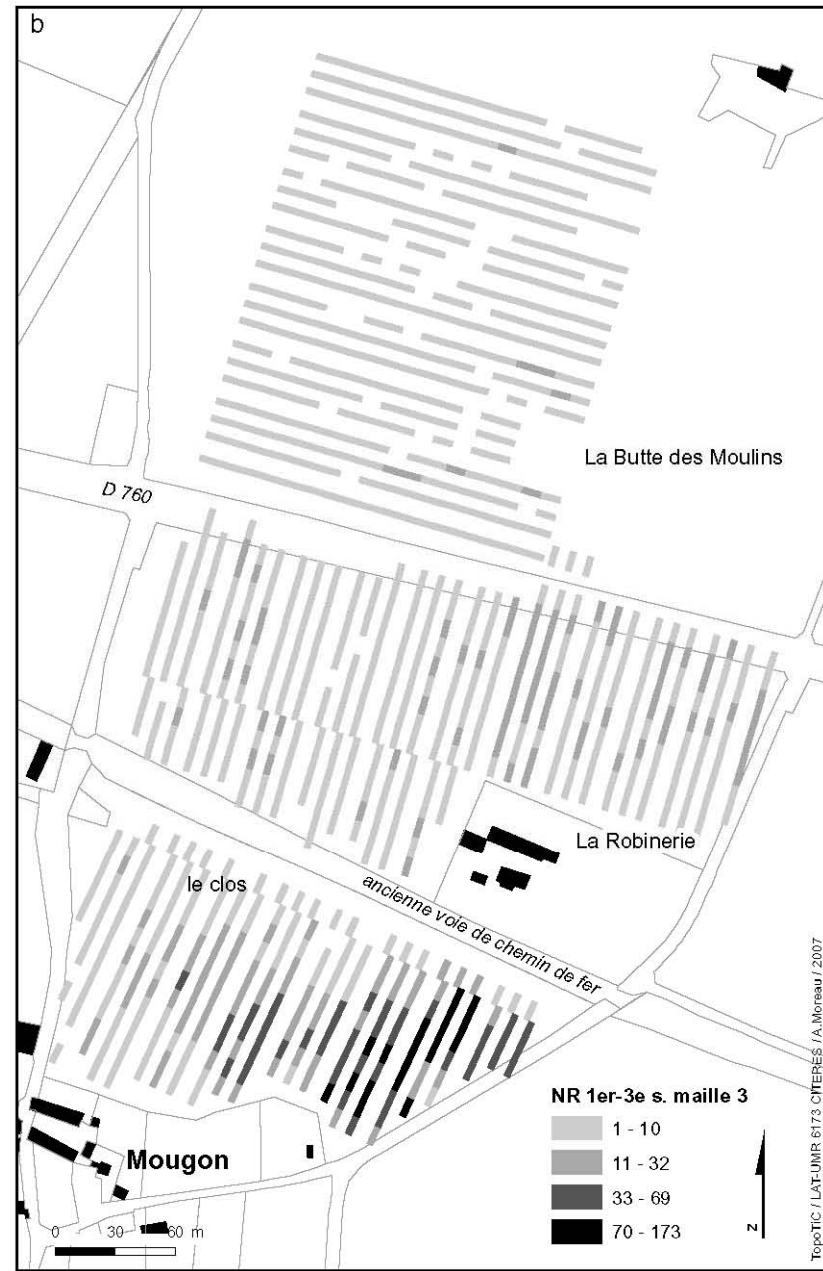 b
La Butte des Moulins
D 760
La Robinerie
le clos
ancienne voie de chemin de fer
Mougon
0 30 60 m
NR 1er-3e s. maille 3
1 - 10
11 - 32
33 - 69
70 - 173
N
TopoTIC / LAT-UMR 6173 CITERES / A.Moreau / 2007